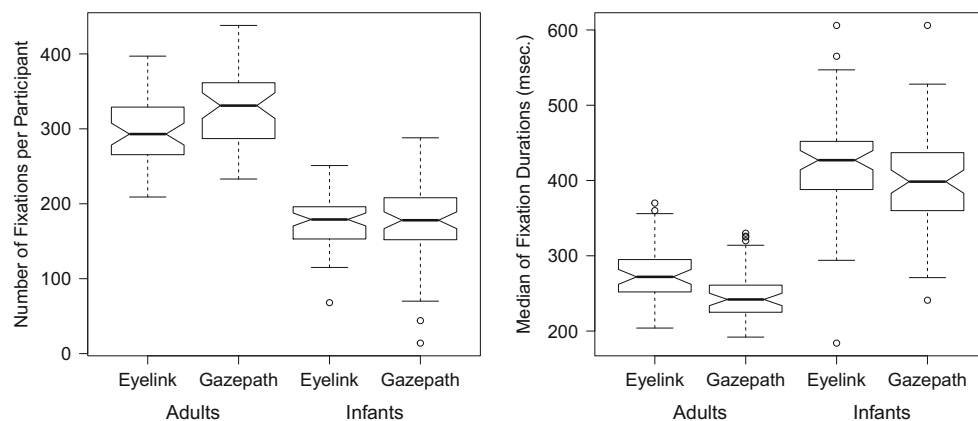 Number of Fixations per Participant
400
300
200
100
0
Eyelink Gazepath Eyelink Gazepath
Adults Infants
Median of Fixation Durations (msec.)
600
500
400
300
200
Eyelink Gazepath Eyelink Gazepath
Adults Infants